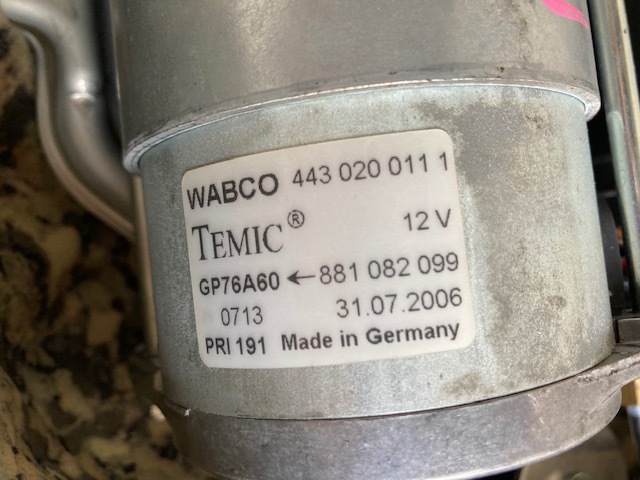 WABCO 443 020 011 1
TEMIC® 12 V
GP76A60 ←881 082 099
0713 31.07.2006
PRI 191 Made in Germany